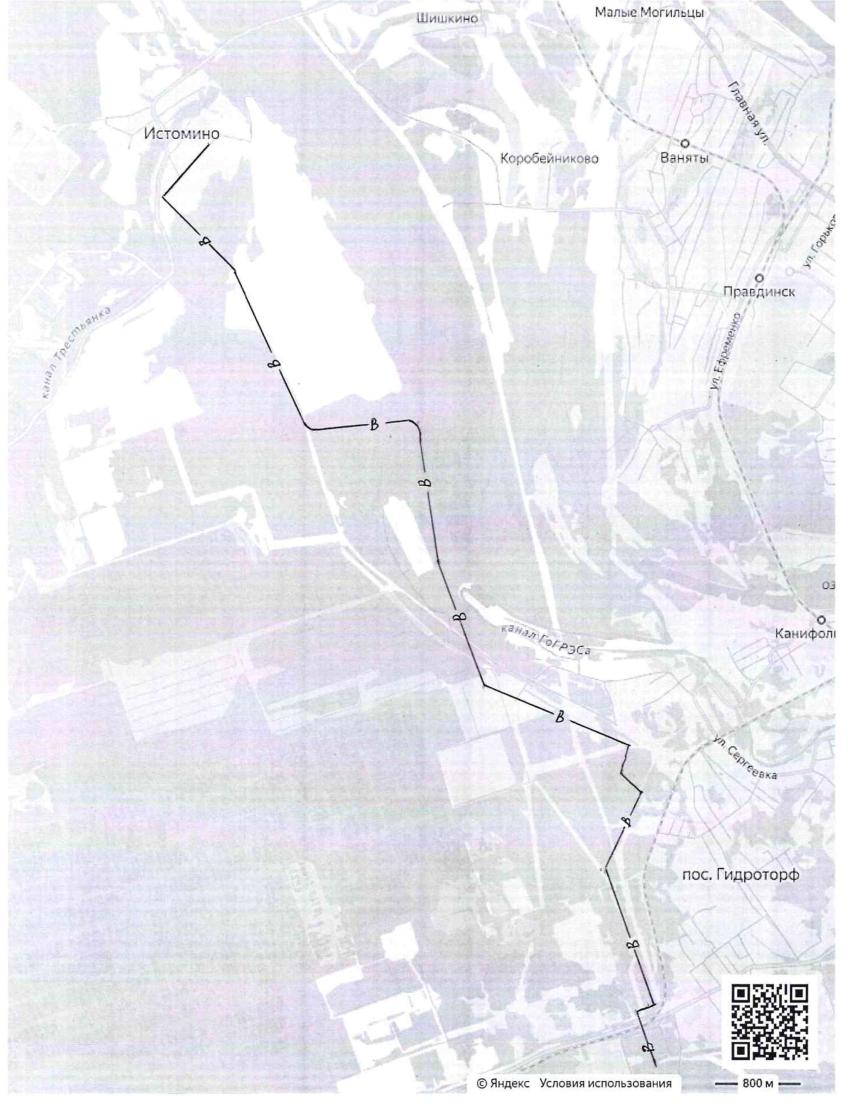 Шишкино
Малые Могильцы
Главная ул.
Истомино
Коробейниково
Ваняты
ул. Горько
Правдинск
канал Трестьянка
ул. Ефременко
В
В
В
В
оз
В
канал ГоГРЭСа
Канифол
В
ул. Сергеевка
В
пос. Гидроторф
В
В
© Яндекс Условия использования
800 м